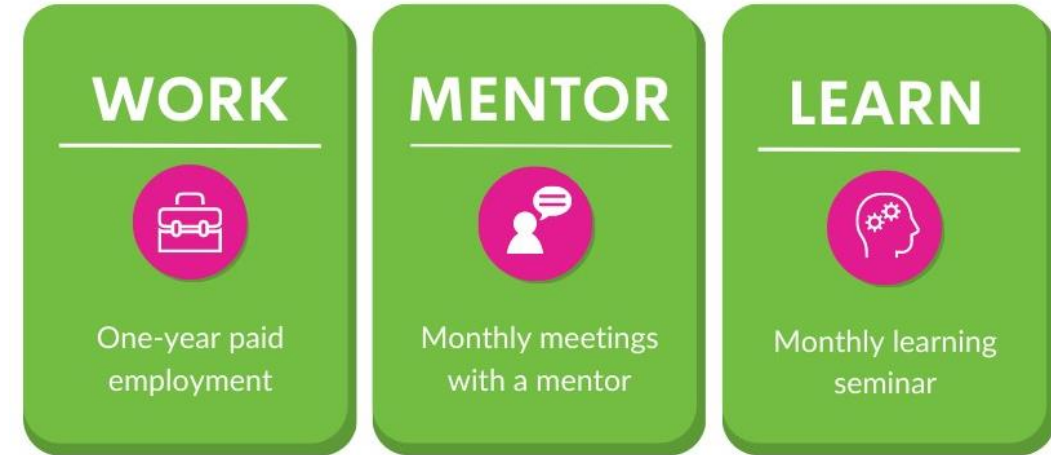 WORK
One-year paid
employment
MENTOR
Monthly meetings
with a mentor
LEARN
Monthly learning
seminar